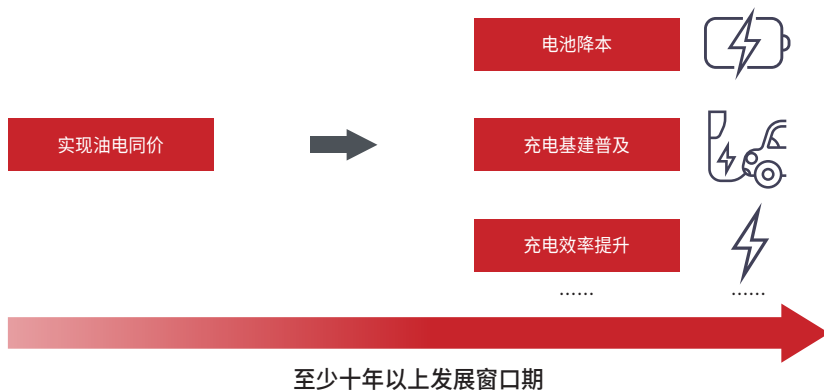 电池降本
实现油电同价
充电基建普及
充电效率提升
...... ......
至少十年以上发展窗口期